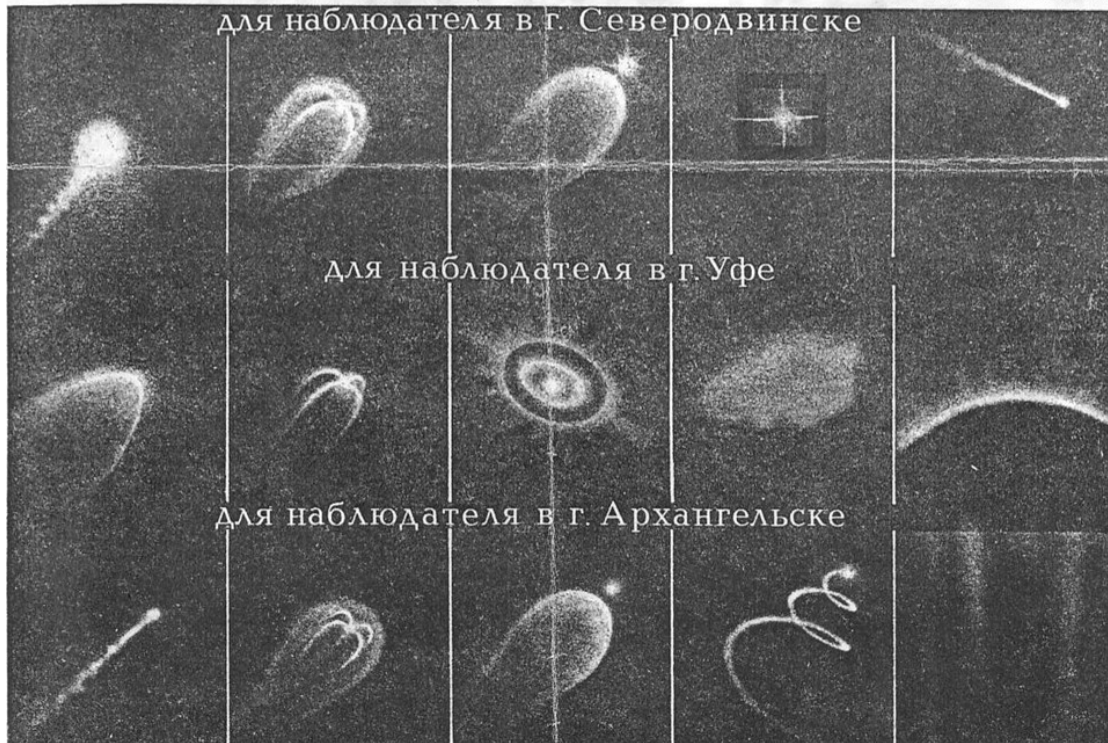 для наблюдателя в г. Северодвинске
для наблюдателя в г. Уфе
для наблюдателя в г. Архангельске